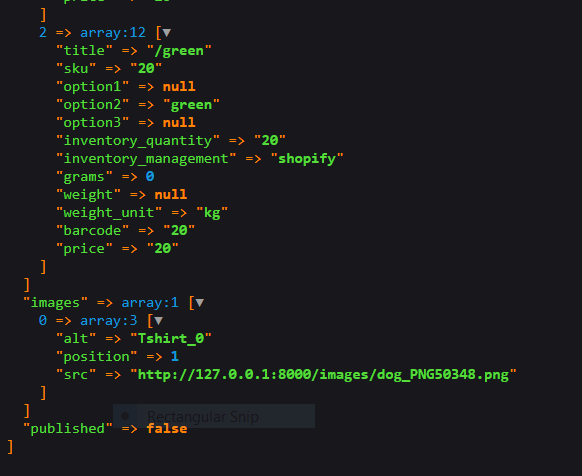 ]
2 => array:12 [▼
"title" => "/green"
"sku" => "20"
"option1" => null
"option2" => "green"
"option3" => null
"inventory_quantity" => "20"
"inventory_management" => "shopify"
"grams" => 0
"weight" => null
"weight_unit" => "kg"
"barcode" => "20"
"price" => "20"
]
]
"images" => array:1 [▼
0 => array:3 [▼
"alt" => "Tshirt_0"
"position" => 1
"src" => "http://127.0.0.1:8000/images/dog_PNG50348.png"
]
]
Rectangular Snip
"published" => false
]